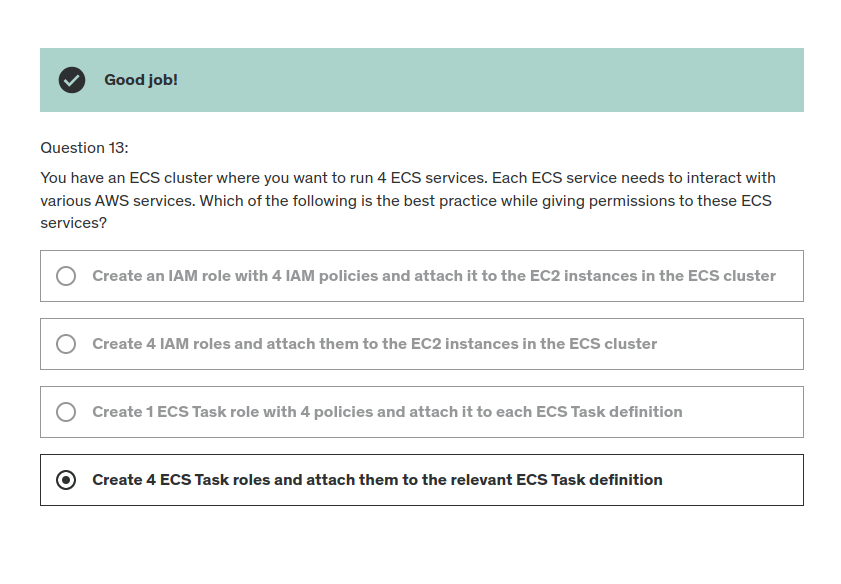 Good job!
Question 13:
You have an ECS cluster where you want to run 4 ECS services. Each ECS service needs to interact with
various AWS services. Which of the following is the best practice while giving permissions to these ECS
services?
Create an IAM role with 4 IAM policies and attach it to the EC2 instances in the ECS cluster
Create 4 IAM roles and attach them to the EC2 instances in the ECS cluster
Create 1 ECS Task role with 4 policies and attach it to each ECS Task definition
Create 4 ECS Task roles and attach them to the relevant ECS Task definition